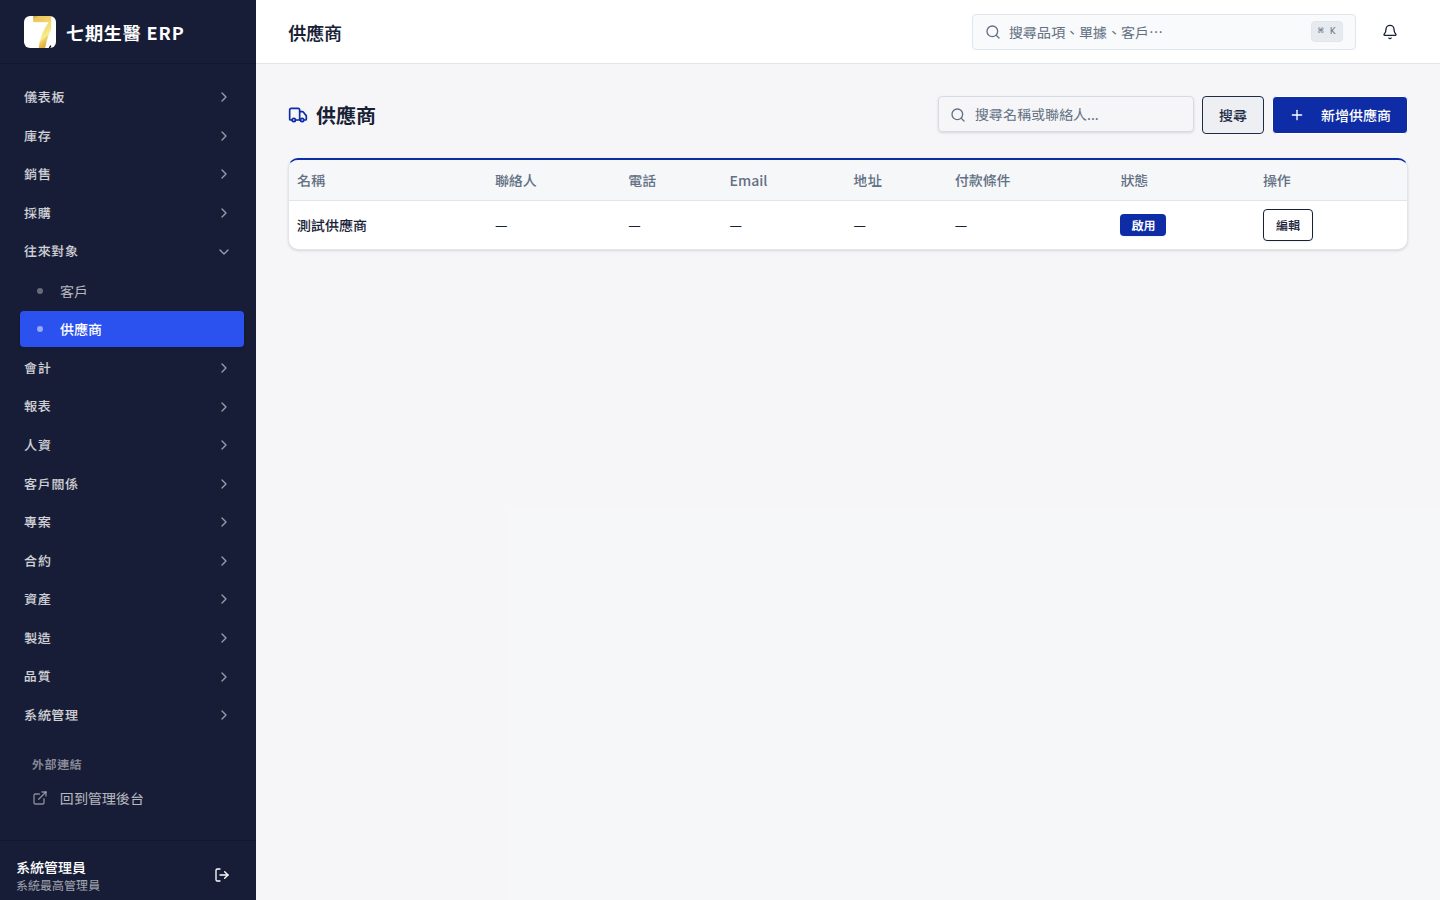 七期生醫 ERP
儀表板
庫存
銷售
採購
往來對象
客戶
供應商
會計
報表
人資
客戶關係
專案
合約
資產
製造
品質
系統管理
外部連結
回到管理後台
系統管理員
系統最高管理員
供應商
搜尋品項、單據、客戶…
⌘ K
供應商
搜尋名稱或聯絡人...
搜尋
+ 新增供應商
名稱 聯絡人 電話 Email 地址 付款條件 狀態 操作
測試供應商 — — — — — 啟用 編輯